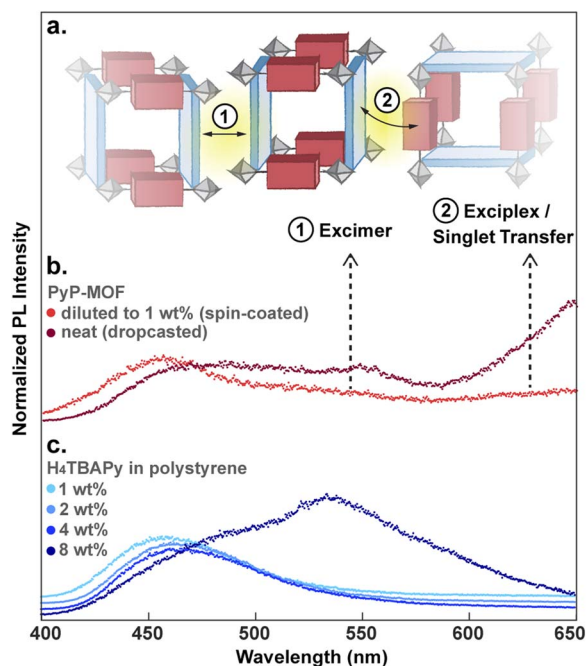 a.
1
2
① Excimer
② Exciplex /
Singlet Transfer
b.
PyP-MOF
diluted to 1 wt% (spin-coated)
neat (dropcasted)
c.
H4TBAPy in polystyrene
1 wt%
2 wt%
4 wt%
8 wt%
Normalized PL Intensity
400 450 500 550 600 650
Wavelength (nm)